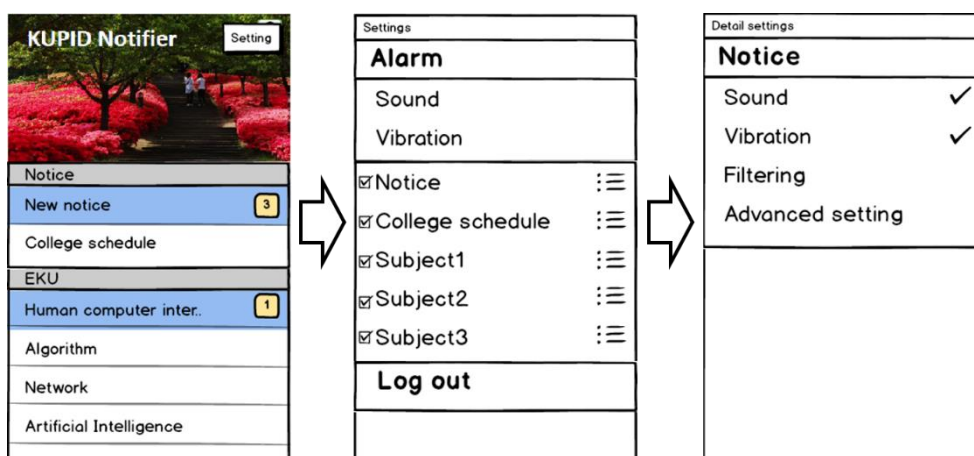 KUPID Notifier
Setting
Notice
New notice 3
College schedule
EKU
Human computer inter.. 1
Algorithm
Network
Artificial Intelligence
Settings
Alarm
Sound
Vibration
Notice
College schedule
Subject1
Subject2
Subject3
Log out
Detail settings
Notice
Sound
Vibration
Filtering
Advanced setting